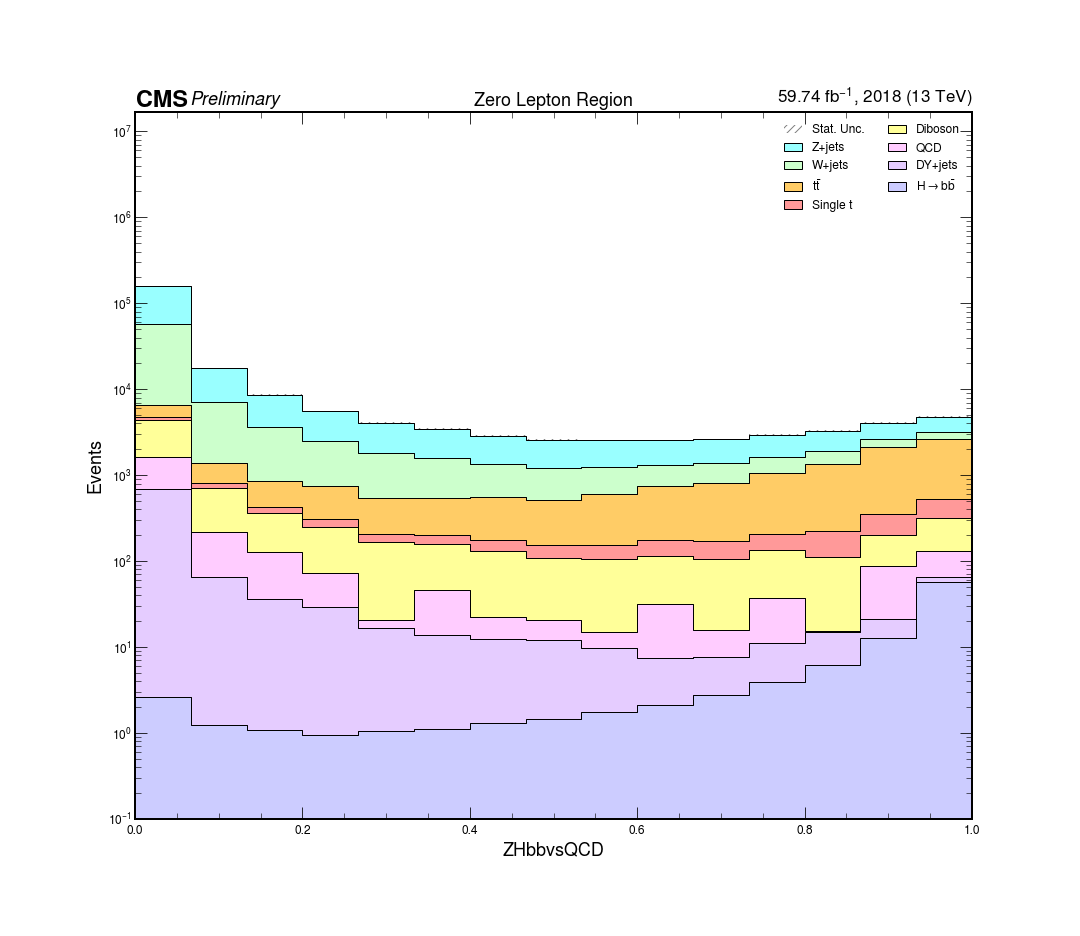 CMS Preliminary Zero Lepton Region 59.74 fb⁻¹, 2018 (13 TeV)
Stat. Unc.
Z+jets
W+jets
tt̄
Single t
Diboson
QCD
DY+jets
H→bb̄
10⁷
10⁶
10⁵
10⁴
10³
10²
10¹
10⁰
10⁻¹
Events
0.0 0.2 0.4 0.6 0.8 1.0
ZHbbvsQCD